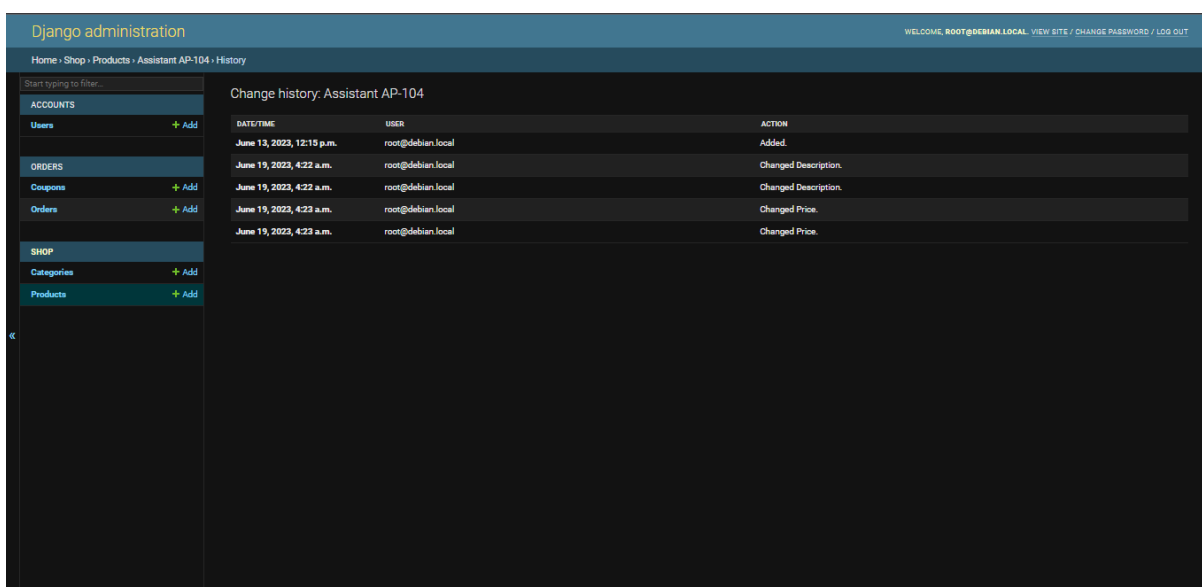 Django administration
WELCOME, ROOT@DEBIAN.LOCAL. VIEW SITE / CHANGE PASSWORD / LOG OUT
Home › Shop › Products › Assistant AP-104 › History
Start typing to filter...
ACCOUNTS
Users + Add
ORDERS
Coupons + Add
Orders + Add
SHOP
Categories + Add
Products + Add
«
Change history: Assistant AP-104
DATE/TIME USER ACTION
June 13, 2023, 12:15 p.m. root@debian.local Added.
June 19, 2023, 4:22 a.m. root@debian.local Changed Description.
June 19, 2023, 4:22 a.m. root@debian.local Changed Description.
June 19, 2023, 4:23 a.m. root@debian.local Changed Price.
June 19, 2023, 4:23 a.m. root@debian.local Changed Price.